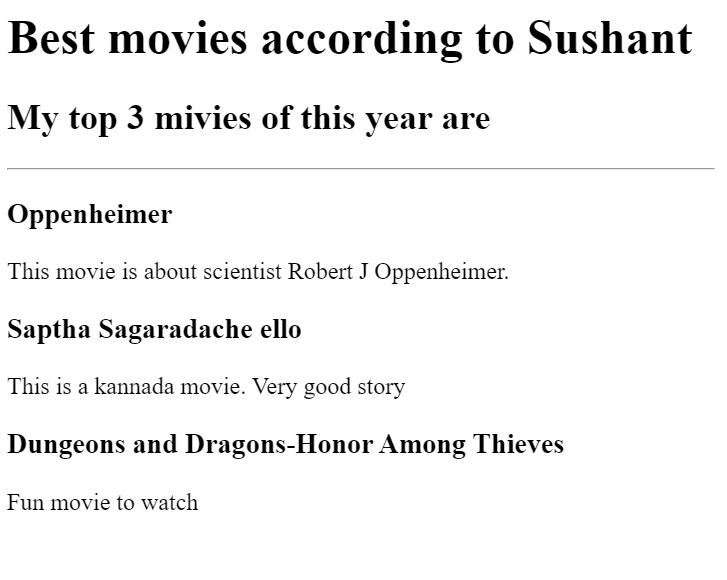 Best movies according to Sushant
My top 3 mivies of this year are
Oppenheimer
This movie is about scientist Robert J Oppenheimer.
Saptha Sagaradache ello
This is a kannada movie. Very good story
Dungeons and Dragons-Honor Among Thieves
Fun movie to watch